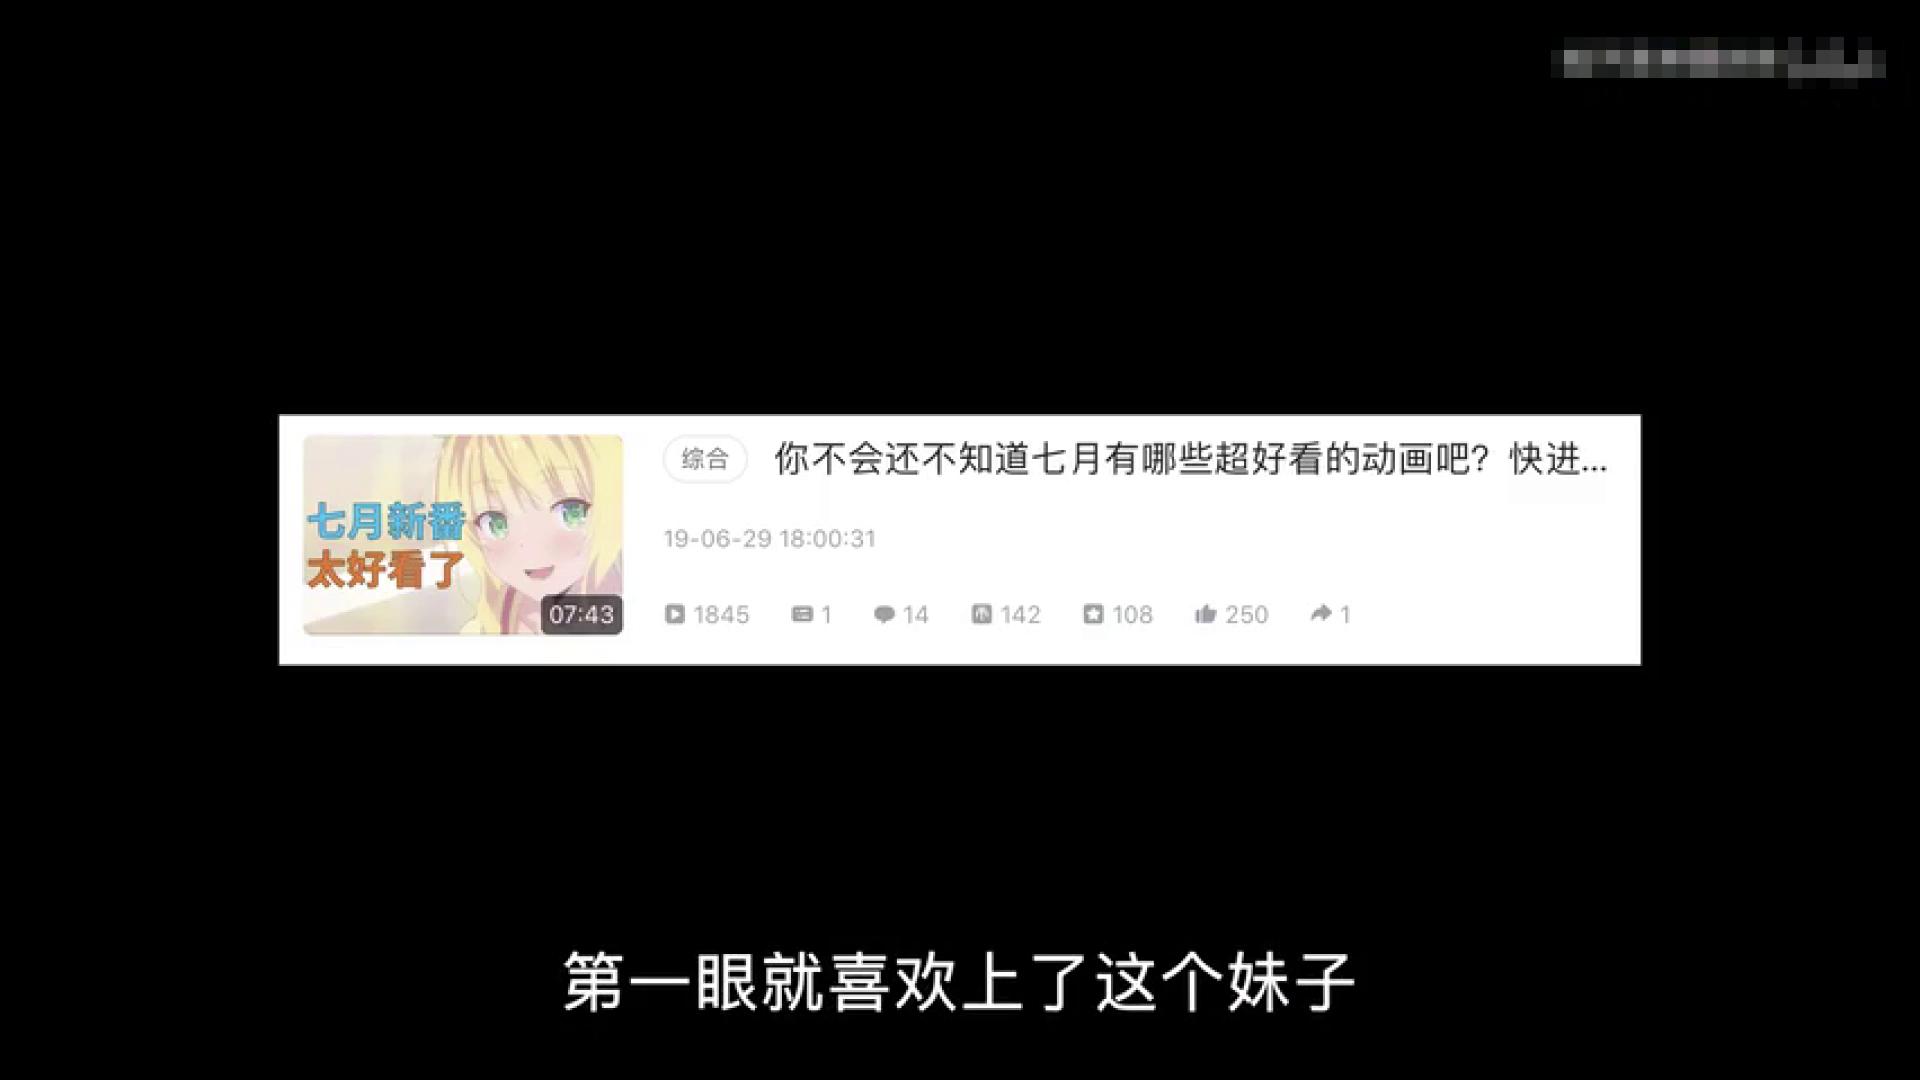 七月新番
太好看了
07:43
综合 你不会还不知道七月有哪些超好看的动画吧？快进...
19-06-29 18:00:31
1845 1 14 142 108 250 1
第一眼就喜欢上了这个妹子